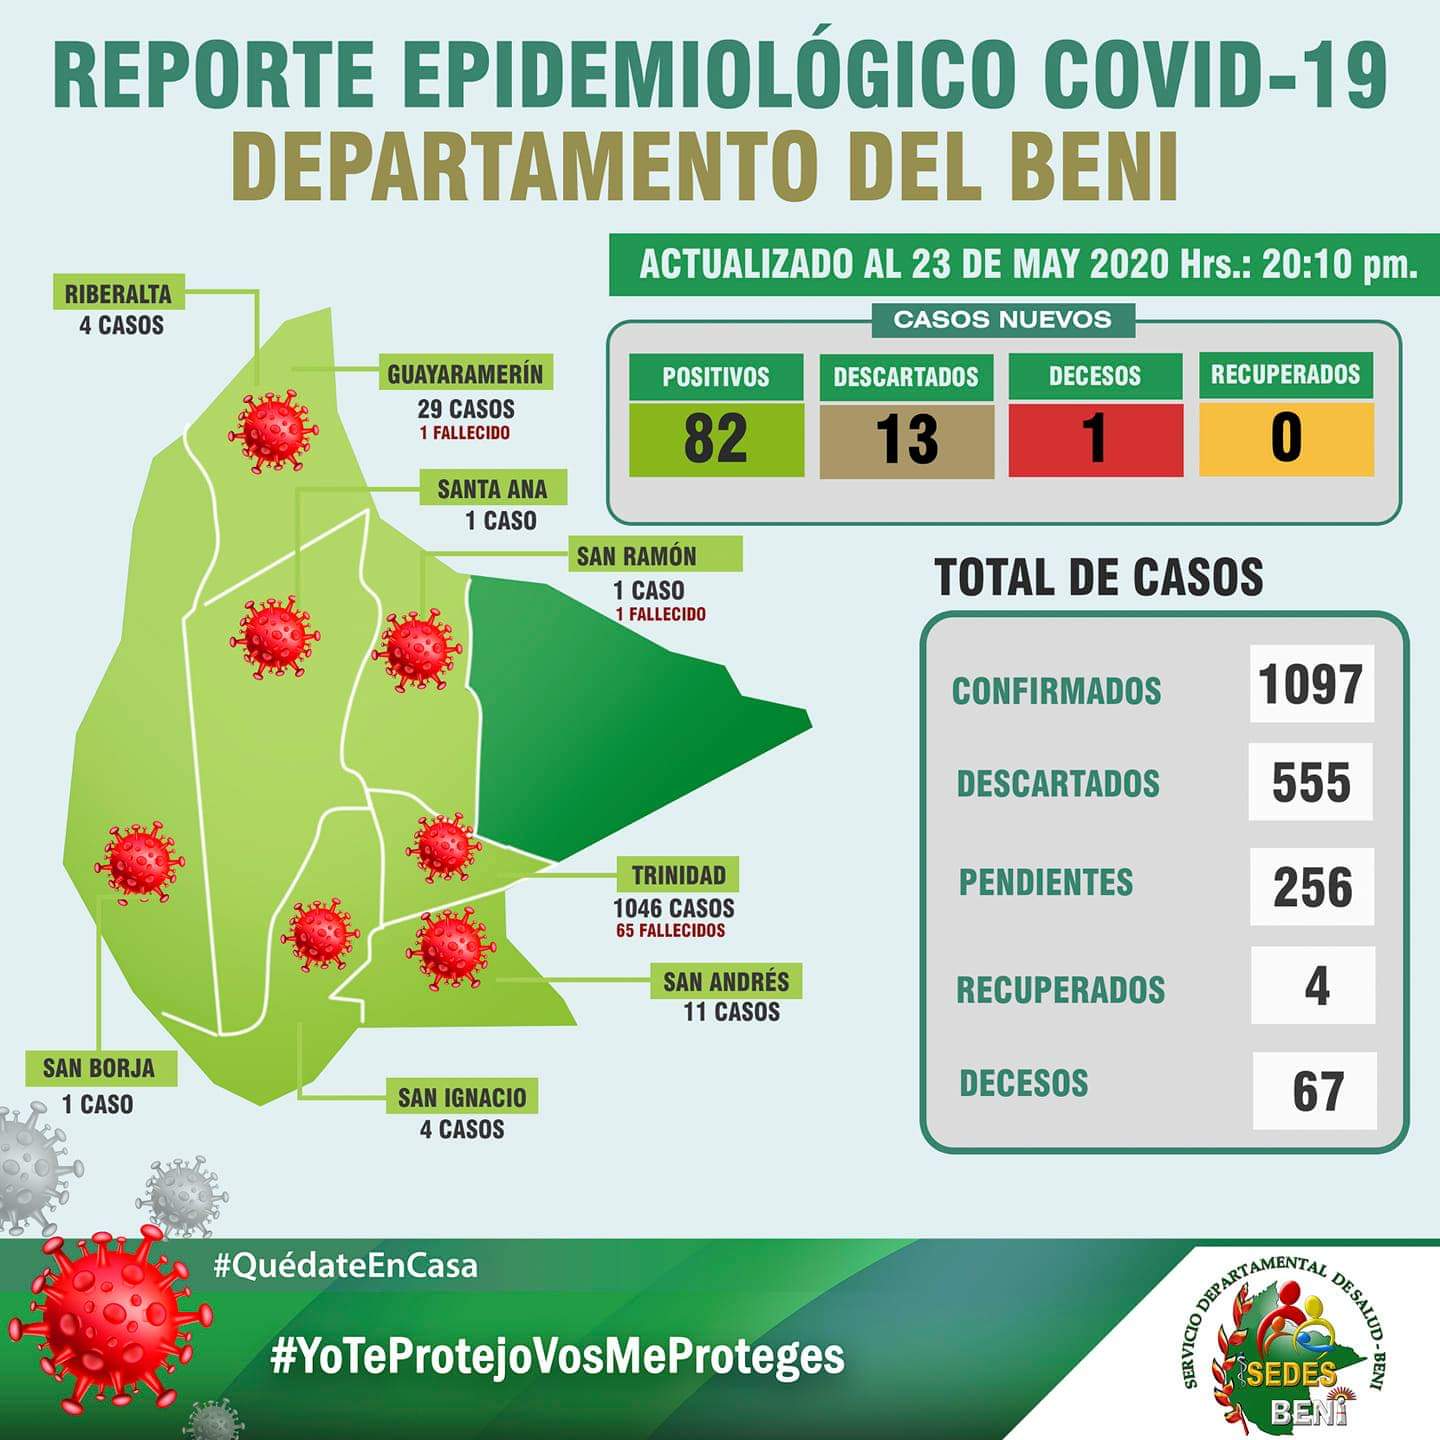 REPORTE EPIDEMIOLÓGICO COVID-19
DEPARTAMENTO DEL BENI
ACTUALIZADO AL 23 DE MAY 2020 Hrs.: 20:10 pm.
CASOS NUEVOS
POSITIVOS
82
DESCARTADOS
13
DECESOS
1
RECUPERADOS
0
RIBERALTA
4 CASOS
GUAYARAMERÍN
29 CASOS
1 FALLECIDO
SANTA ANA
1 CASO
SAN RAMÓN
1 CASO
1 FALLECIDO
TRINIDAD
1046 CASOS
65 FALLECIDOS
SAN ANDRÉS
11 CASOS
SAN BORJA
1 CASO
SAN IGNACIO
4 CASOS
TOTAL DE CASOS
CONFIRMADOS 1097
DESCARTADOS 555
PENDIENTES 256
RECUPERADOS 4
DECESOS 67
#QuédateEnCasa
#YoTeProtejoVosMeProteges
SERVICIO DEPARTAMENTAL DE SALUD - BENI
SEDES
BENI